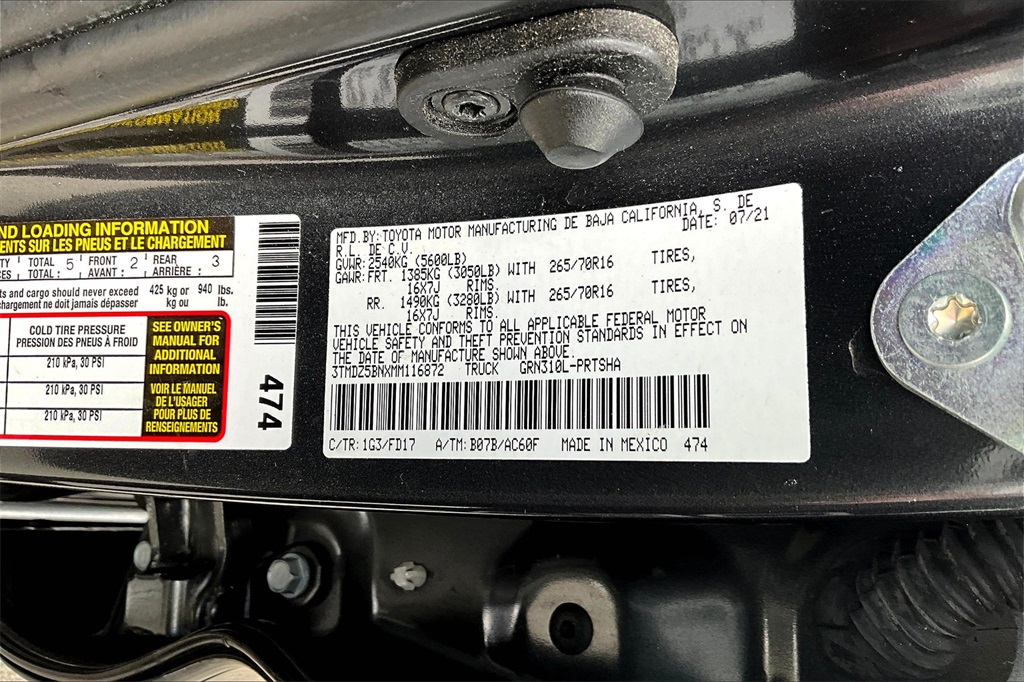 ND LOADING INFORMATION
ENTS SUR LES PNEUS ET LE CHARGEMENT
TY TOTAL 5 FRONT 2 REAR 3
ES TOTAL : AVANT : ARRIÈRE :
ts and cargo should never exceed 425 kg or 940 lbs.
chargement ne doit jamais dépasser kg ou lb.
COLD TIRE PRESSURE
PRESSION DES PNEUS À FROID
210 kPa, 30 PSI
210 kPa, 30 PSI
210 kPa, 30 PSI
SEE OWNER'S
MANUAL FOR
ADDITIONAL
INFORMATION
VOIR LE MANUEL
DE L'USAGER
POUR PLUS DE
RENSEIGNEMENTS
474
MFD.BY: TOYOTA MOTOR MANUFACTURING DE BAJA CALIFORNIA, S. DE
R.L. DE C.V. DATE: 07/21
GVWR: 2540KG (5600LB)
GAWR: FRT. 1385KG (3050LB) WITH 265/70R16 TIRES,
16X7J RIMS.
RR. 1490KG (3280LB) WITH 265/70R16 TIRES,
16X7J RIMS.
THIS VEHICLE CONFORMS TO ALL APPLICABLE FEDERAL MOTOR
VEHICLE SAFETY AND THEFT PREVENTION STANDARDS IN EFFECT ON
THE DATE OF MANUFACTURE SHOWN ABOVE.
3TMDZ5BNXMM116872 TRUCK GRN310L-PRTSHA
C/TR: 1G3/FD17 A/TM: B07B/AC60F MADE IN MEXICO 474